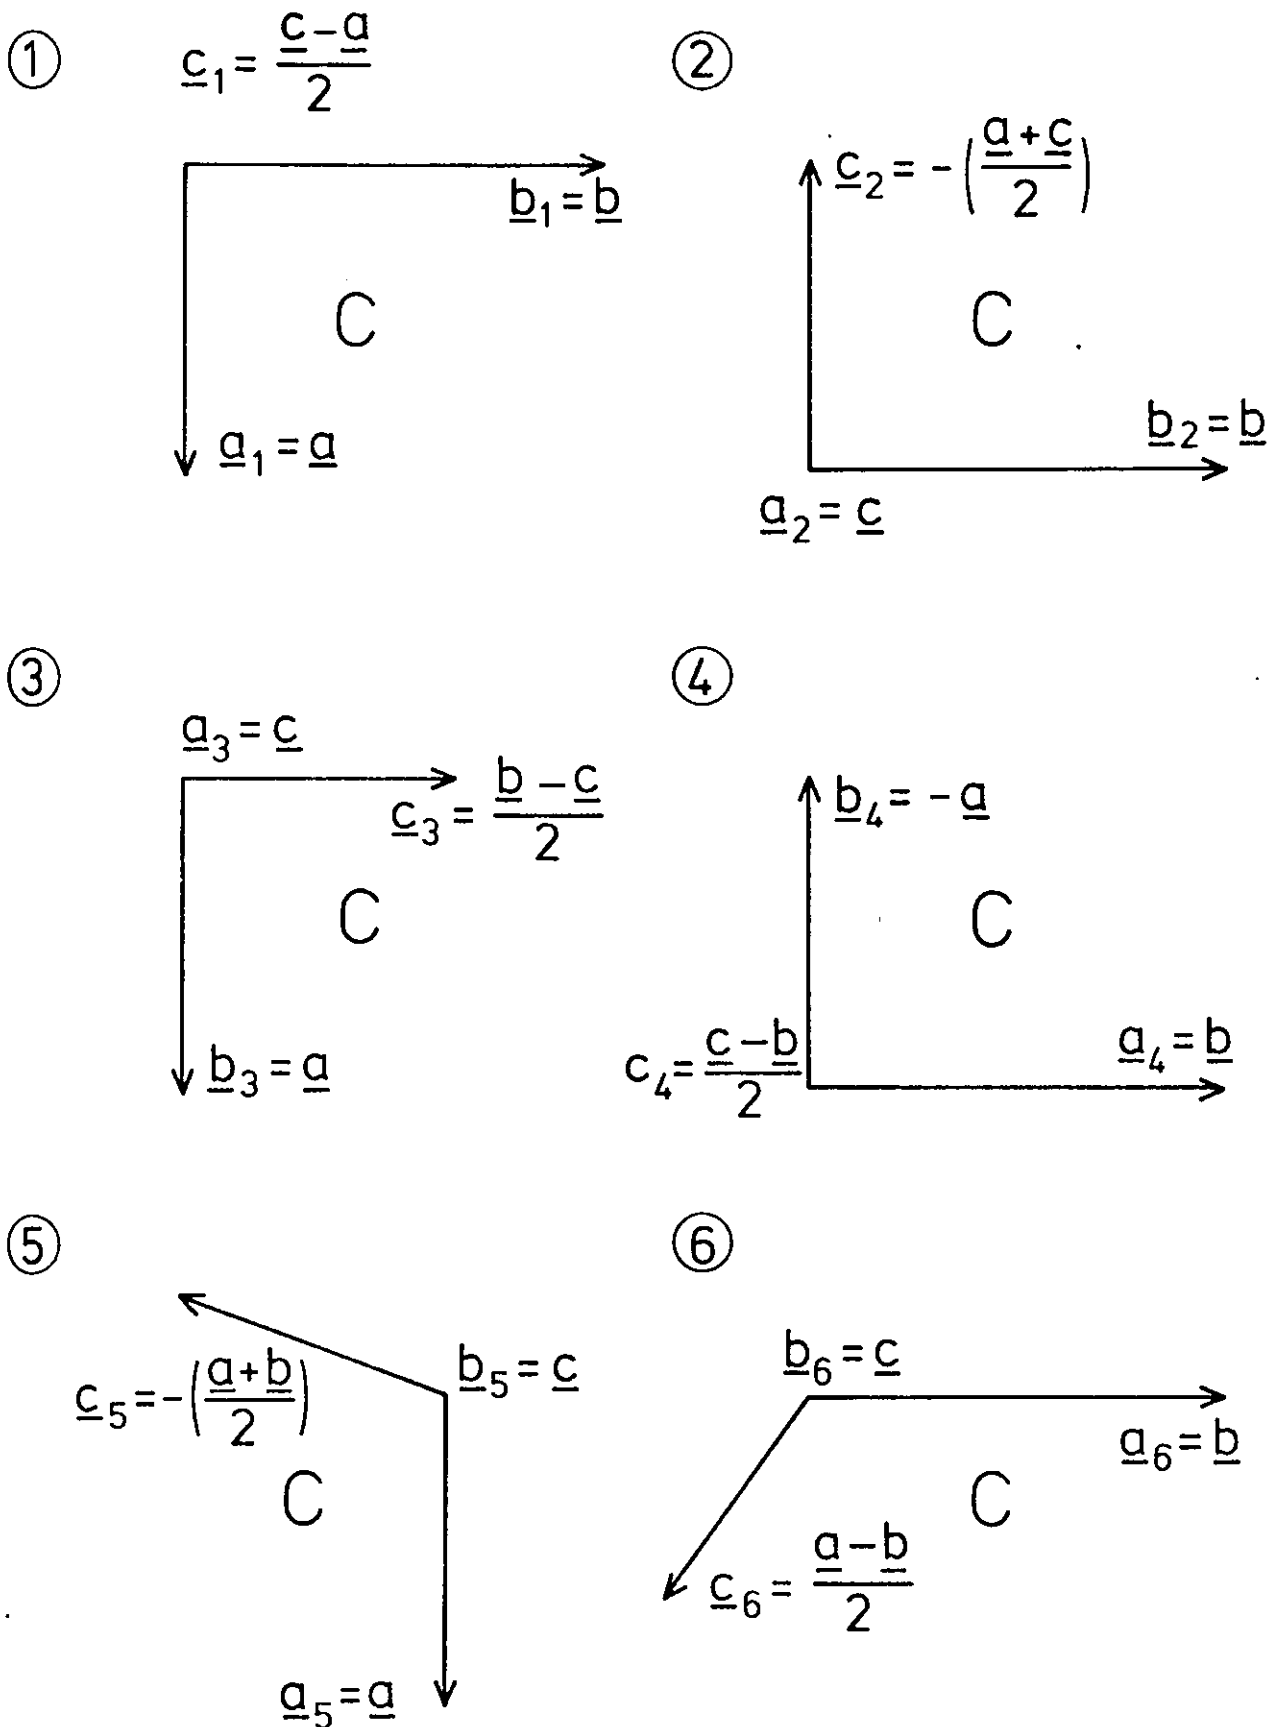 ①
c₁ = (c - a)/2
b₁ = b
C
a₁ = a
②
c₂ = -((a + c)/2)
C
b₂ = b
a₂ = c
③
a₃ = c
c₃ = (b - c)/2
C
b₃ = a
④
b₄ = -a
C
a₄ = b
c₄ = (c - b)/2
⑤
b₅ = c
c₅ = -((a + b)/2)
C
a₅ = a
⑥
b₆ = c
a₆ = b
C
c₆ = (a - b)/2